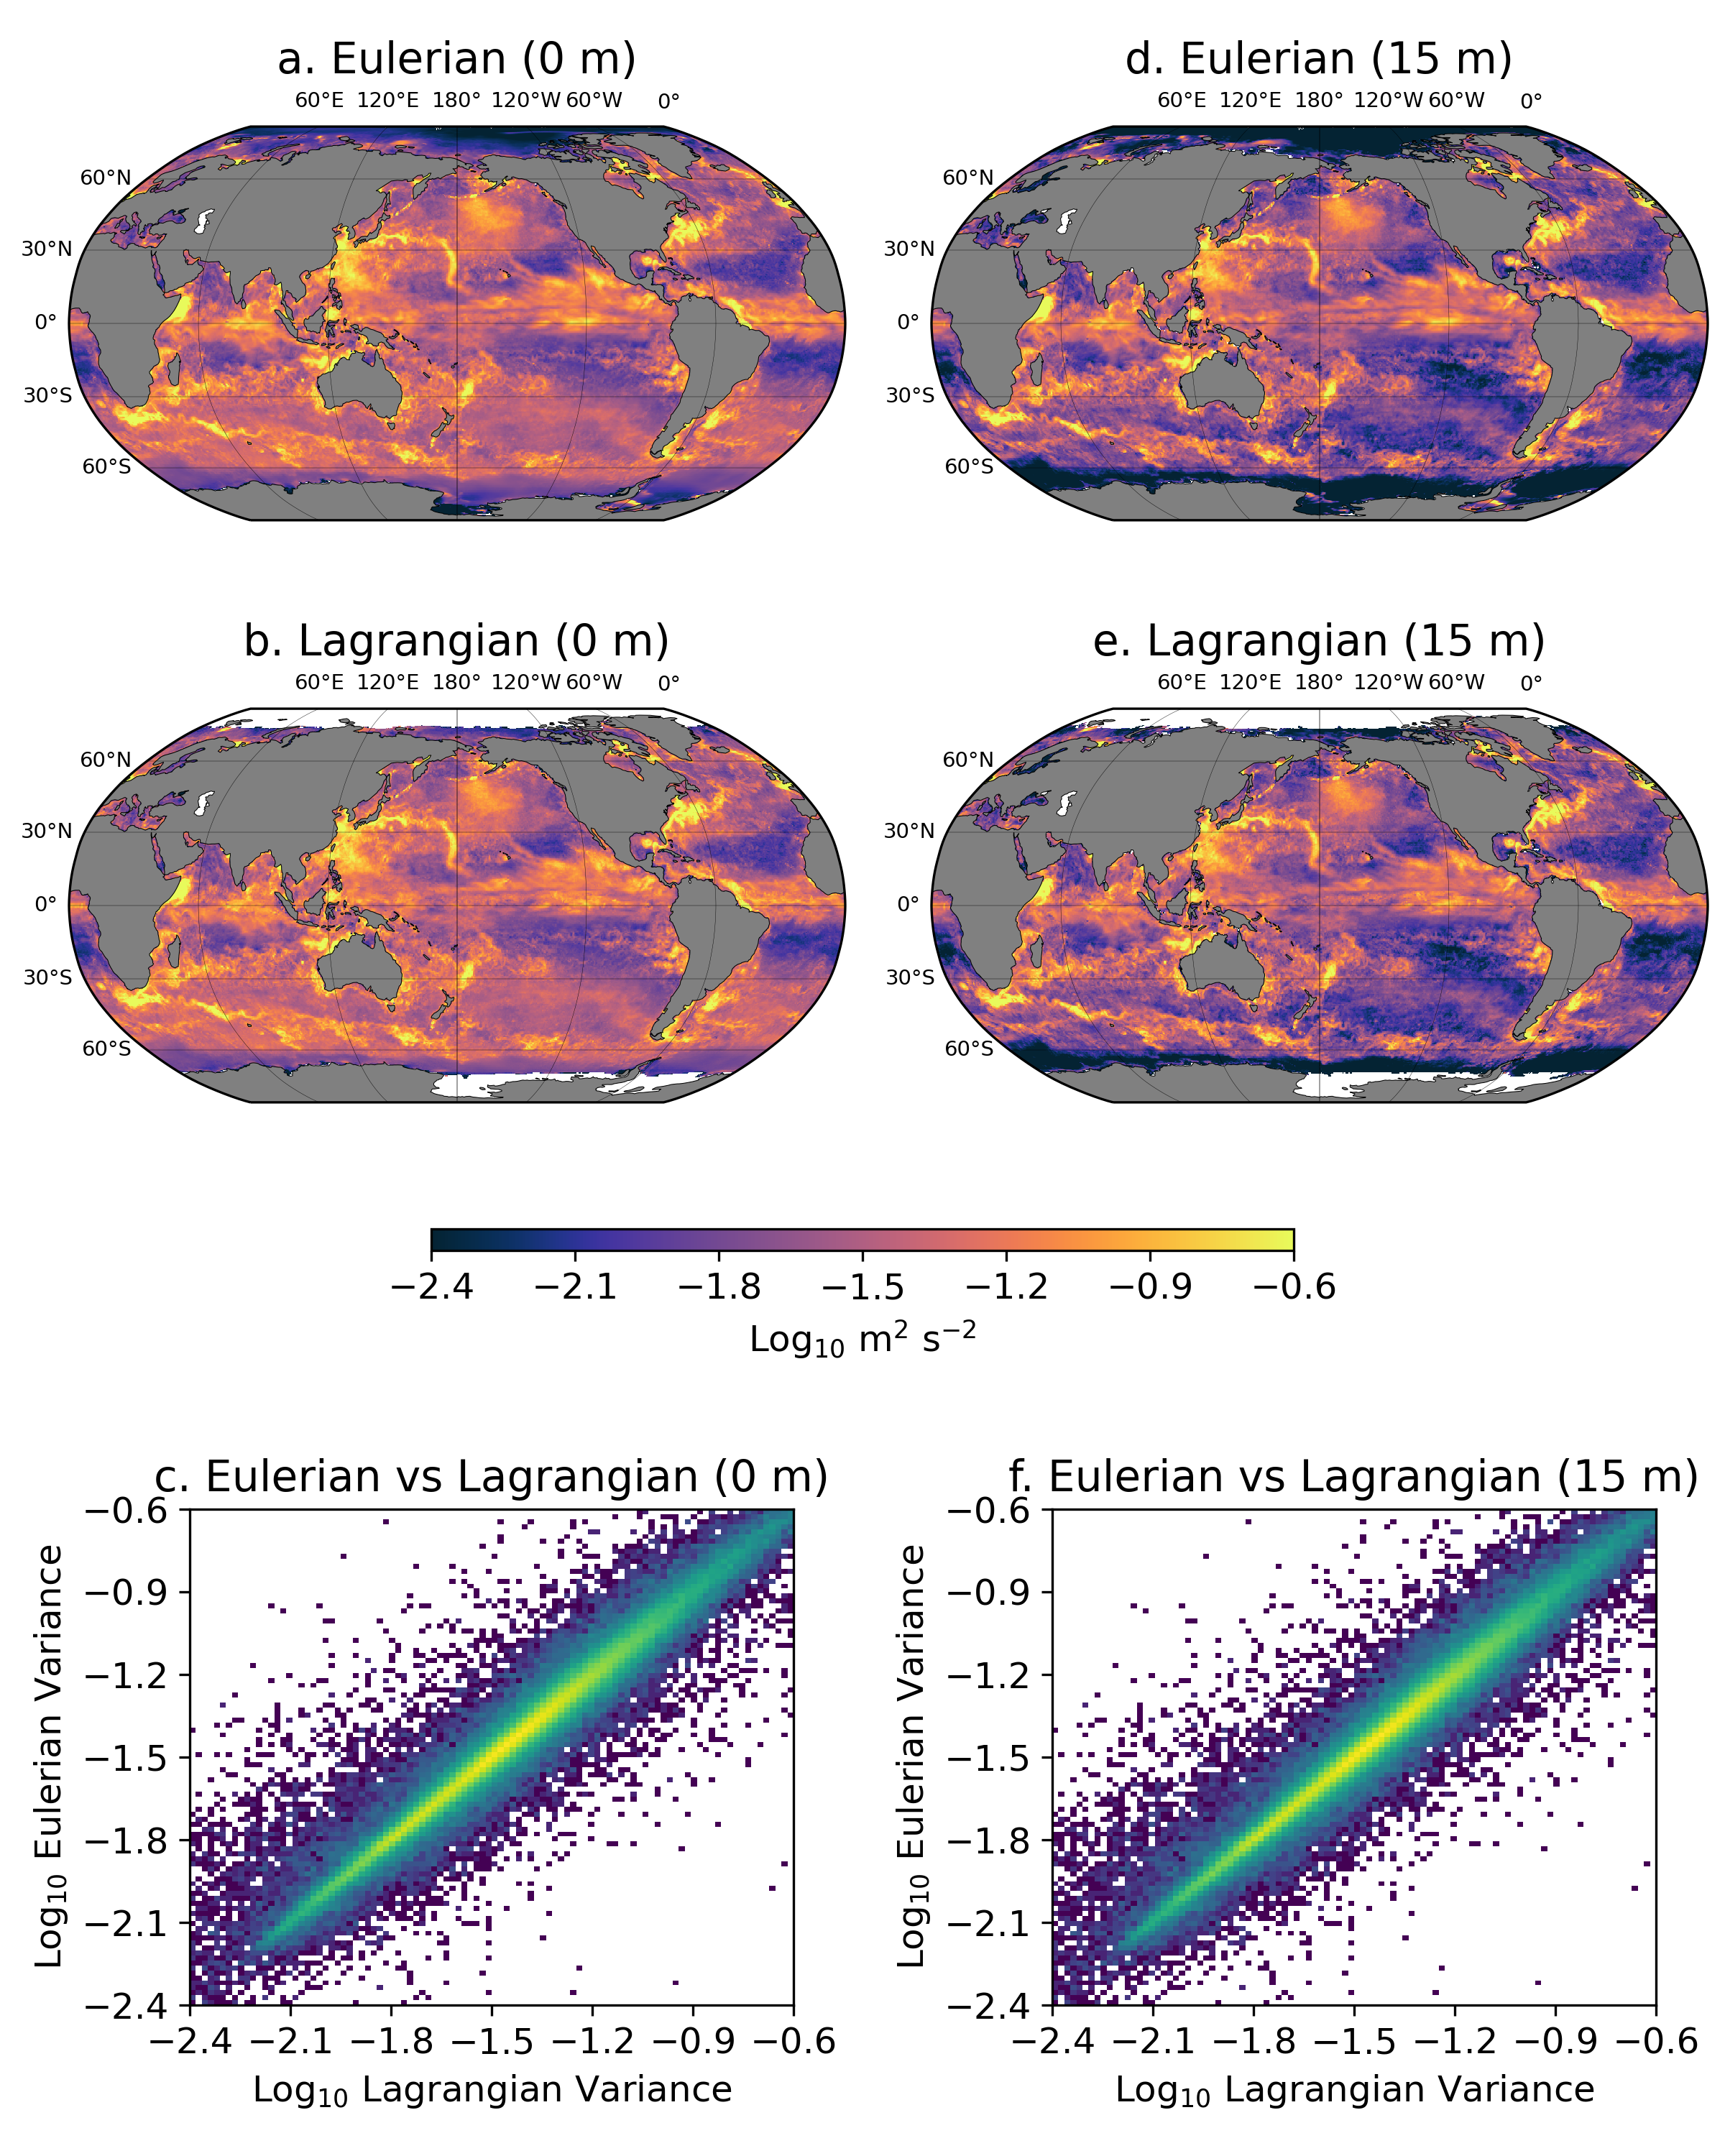 a. Eulerian (0 m)
60°E 120°E 180° 120°W 60°W 0°
60°N
30°N
0°
30°S
60°S
d. Eulerian (15 m)
60°E 120°E 180° 120°W 60°W 0°
60°N
30°N
0°
30°S
60°S
b. Lagrangian (0 m)
60°E 120°E 180° 120°W 60°W 0°
60°N
30°N
0°
30°S
60°S
e. Lagrangian (15 m)
60°E 120°E 180° 120°W 60°W 0°
60°N
30°N
0°
30°S
60°S
−2.4 −2.1 −1.8 −1.5 −1.2 −0.9 −0.6
Log₁₀ m² s⁻²
c. Eulerian vs Lagrangian (0 m)
Log₁₀ Eulerian Variance
−0.6
−0.9
−1.2
−1.5
−1.8
−2.1
−2.4
−2.4 −2.1 −1.8 −1.5 −1.2 −0.9 −0.6
Log₁₀ Lagrangian Variance
f. Eulerian vs Lagrangian (15 m)
Log₁₀ Eulerian Variance
−0.6
−0.9
−1.2
−1.5
−1.8
−2.1
−2.4
−2.4 −2.1 −1.8 −1.5 −1.2 −0.9 −0.6
Log₁₀ Lagrangian Variance